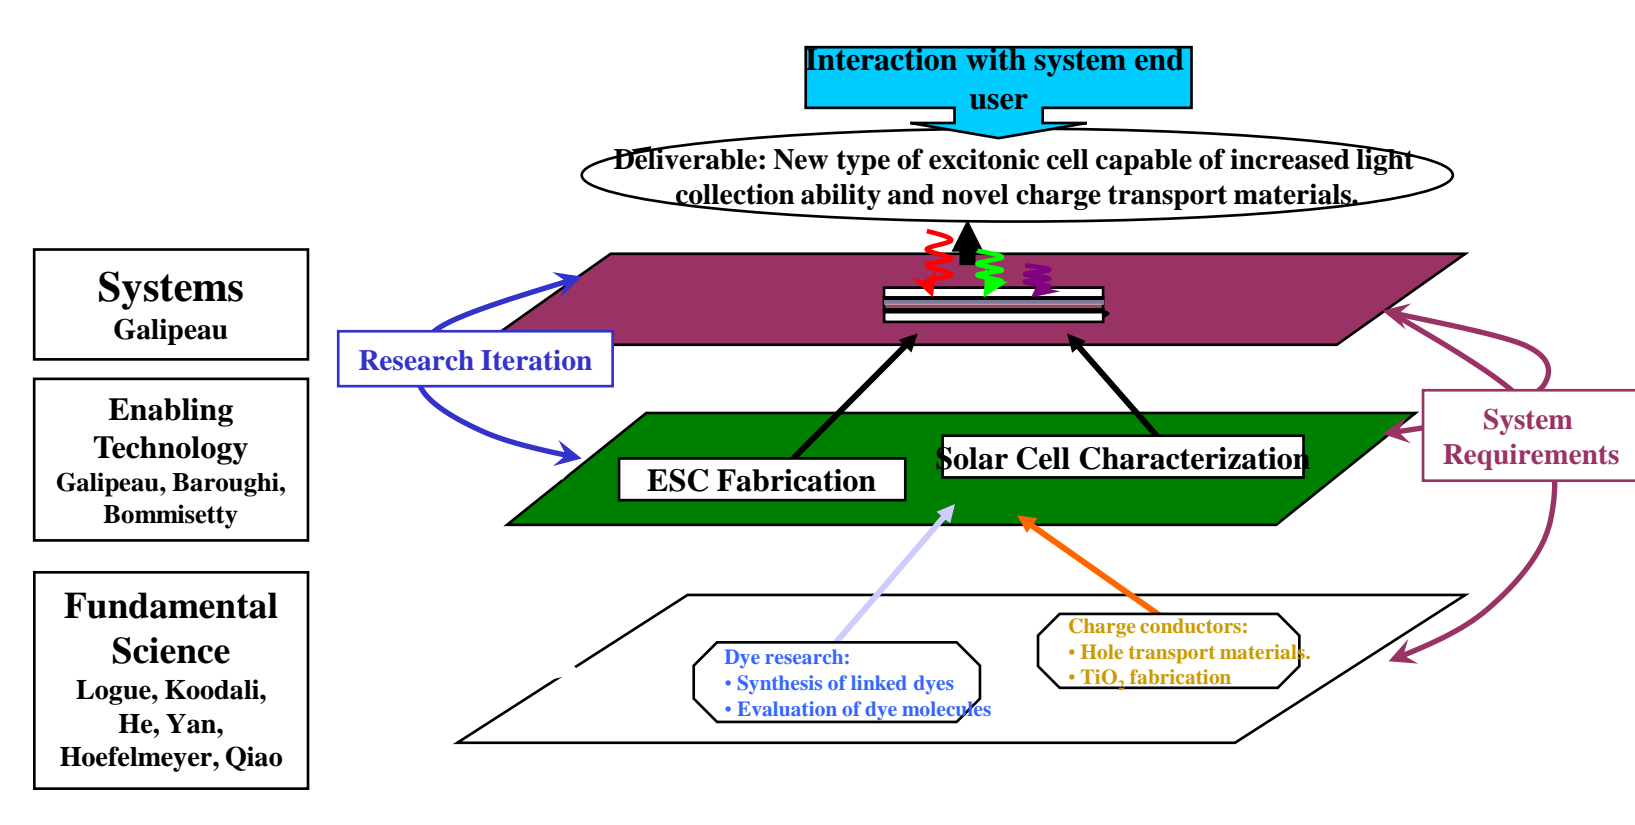 Interaction with system end
user
Deliverable: New type of excitonic cell capable of increased light
collection ability and novel charge transport materials.
Systems
Galipeau
Research Iteration
Enabling
Technology
Galipeau, Baroughi,
Bommisetty
System
Requirements
Solar Cell Characterization
ESC Fabrication
Fundamental
Science
Logue, Koodali,
He, Yan,
Hoefelmeyer, Qiao
Charge conductors:
• Hole transport materials.
• TiO₂ fabrication
Dye research:
• Synthesis of linked dyes
• Evaluation of dye molecules